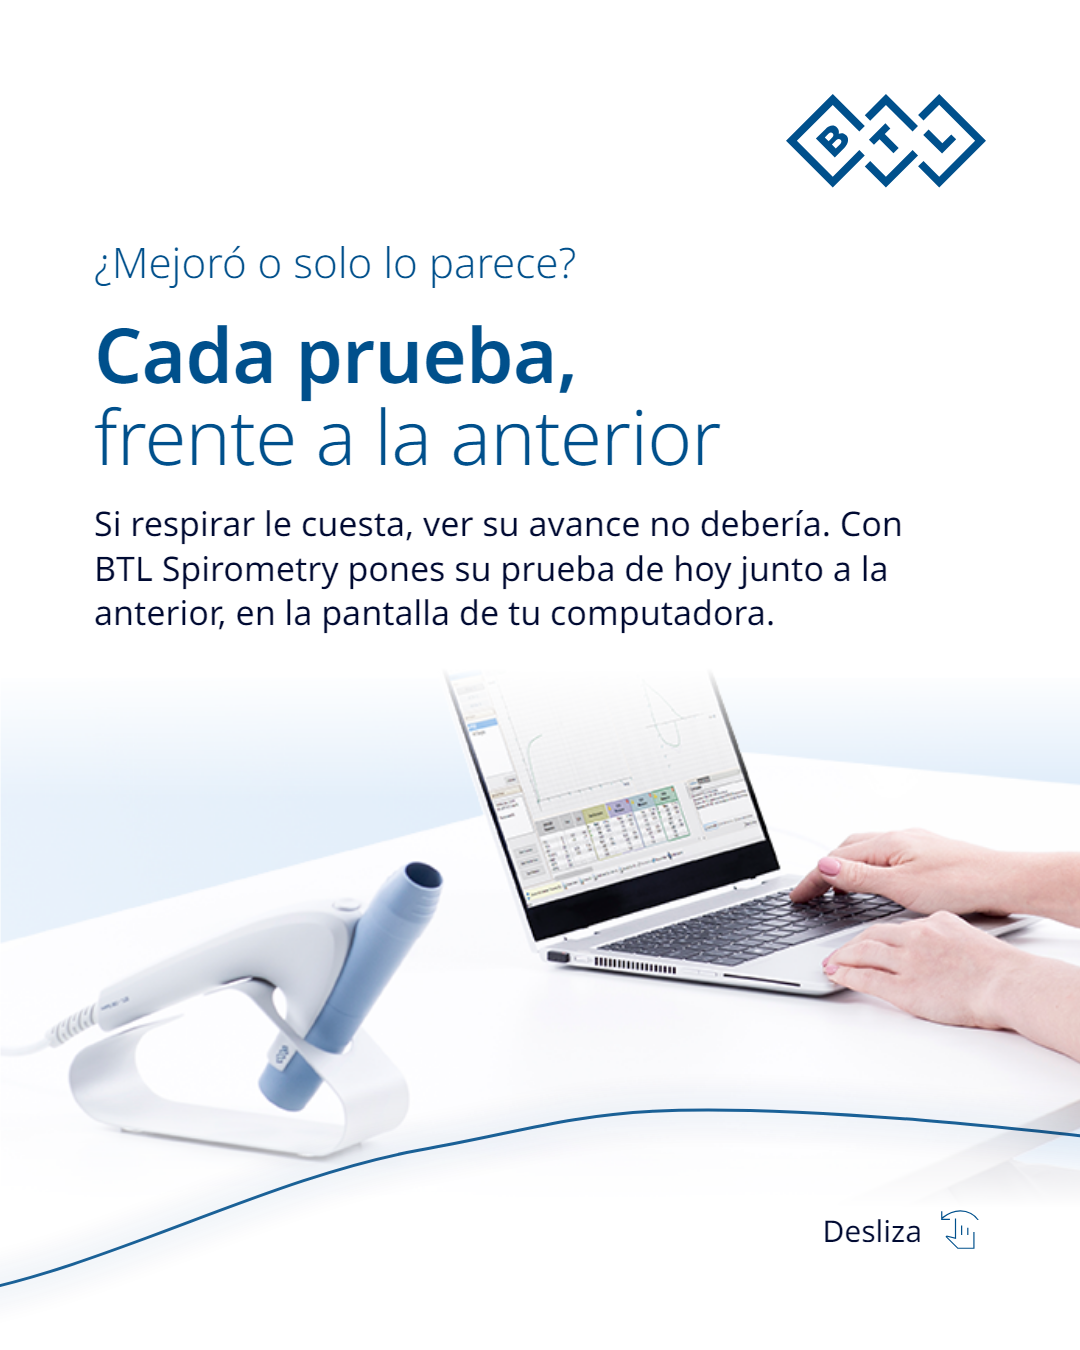 BTL
¿Mejoró o solo lo parece?
Cada prueba,
frente a la anterior
Si respirar le cuesta, ver su avance no debería. Con
BTL Spirometry pones su prueba de hoy junto a la
anterior, en la pantalla de tu computadora.
Desliza